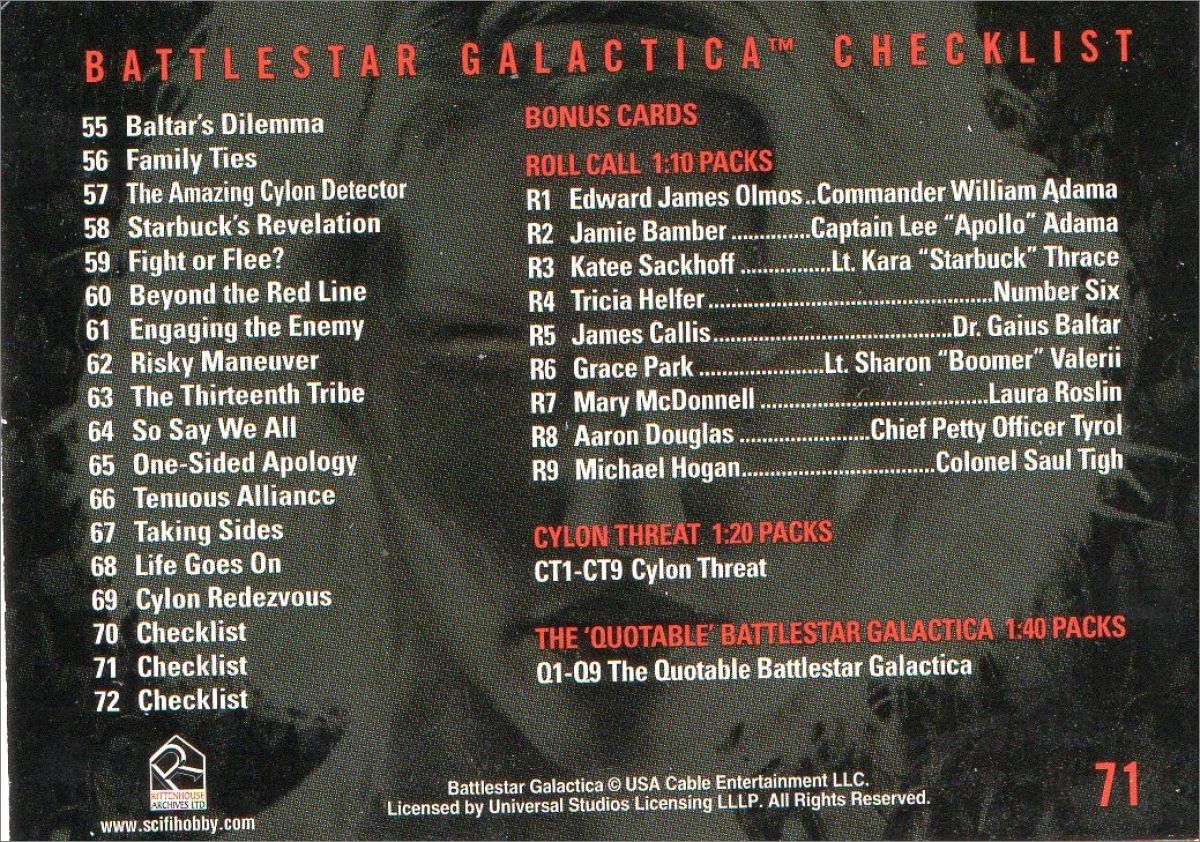 BATTLESTAR GALACTICA™ CHECKLIST
55 Baltar's Dilemma
56 Family Ties
57 The Amazing Cylon Detector
58 Starbuck's Revelation
59 Fight or Flee?
60 Beyond the Red Line
61 Engaging the Enemy
62 Risky Maneuver
63 The Thirteenth Tribe
64 So Say We All
65 One-Sided Apology
66 Tenuous Alliance
67 Taking Sides
68 Life Goes On
69 Cylon Redezvous
70 Checklist
71 Checklist
72 Checklist
BONUS CARDS
ROLL CALL 1:10 PACKS
R1 Edward James Olmos..Commander William Adama
R2 Jamie Bamber .............Captain Lee "Apollo" Adama
R3 Katee Sackhoff ...............Lt. Kara "Starbuck" Thrace
R4 Tricia Helfer.................................................Number Six
R5 James Callis.........................................Dr. Gaius Baltar
R6 Grace Park .....................Lt. Sharon "Boomer" Valerii
R7 Mary McDonnell .......................................Laura Roslin
R8 Aaron Douglas ......................Chief Petty Officer Tyrol
R9 Michael Hogan.................................Colonel Saul Tigh
CYLON THREAT 1:20 PACKS
CT1-CT9 Cylon Threat
THE 'QUOTABLE' BATTLESTAR GALACTICA 1:40 PACKS
Q1-Q9 The Quotable Battlestar Galactica
RITTENHOUSE
ARCHIVES LTD
www.scifihobby.com
Battlestar Galactica © USA Cable Entertainment LLC.
Licensed by Universal Studios Licensing LLLP. All Rights Reserved.
71